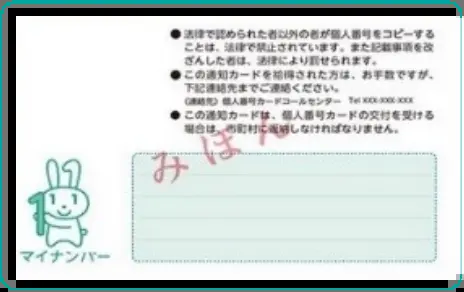 ●法律で認められた者以外の者が個人番号をコピーする
ことは、法律で禁止されています。また記載事項を改
ざんした者は、法律により罰せられます。
●この通知カードを拾得された方は、お手数ですが、
下記連絡先までご連絡ください。
(連絡先) 個人番号カードコールセンター Tel XXX-XXX-XXX
●この通知カードは、個人番号カードの交付を受ける
場合は、市町村に返納しなければなりません。
みほん
1
マイナンバー